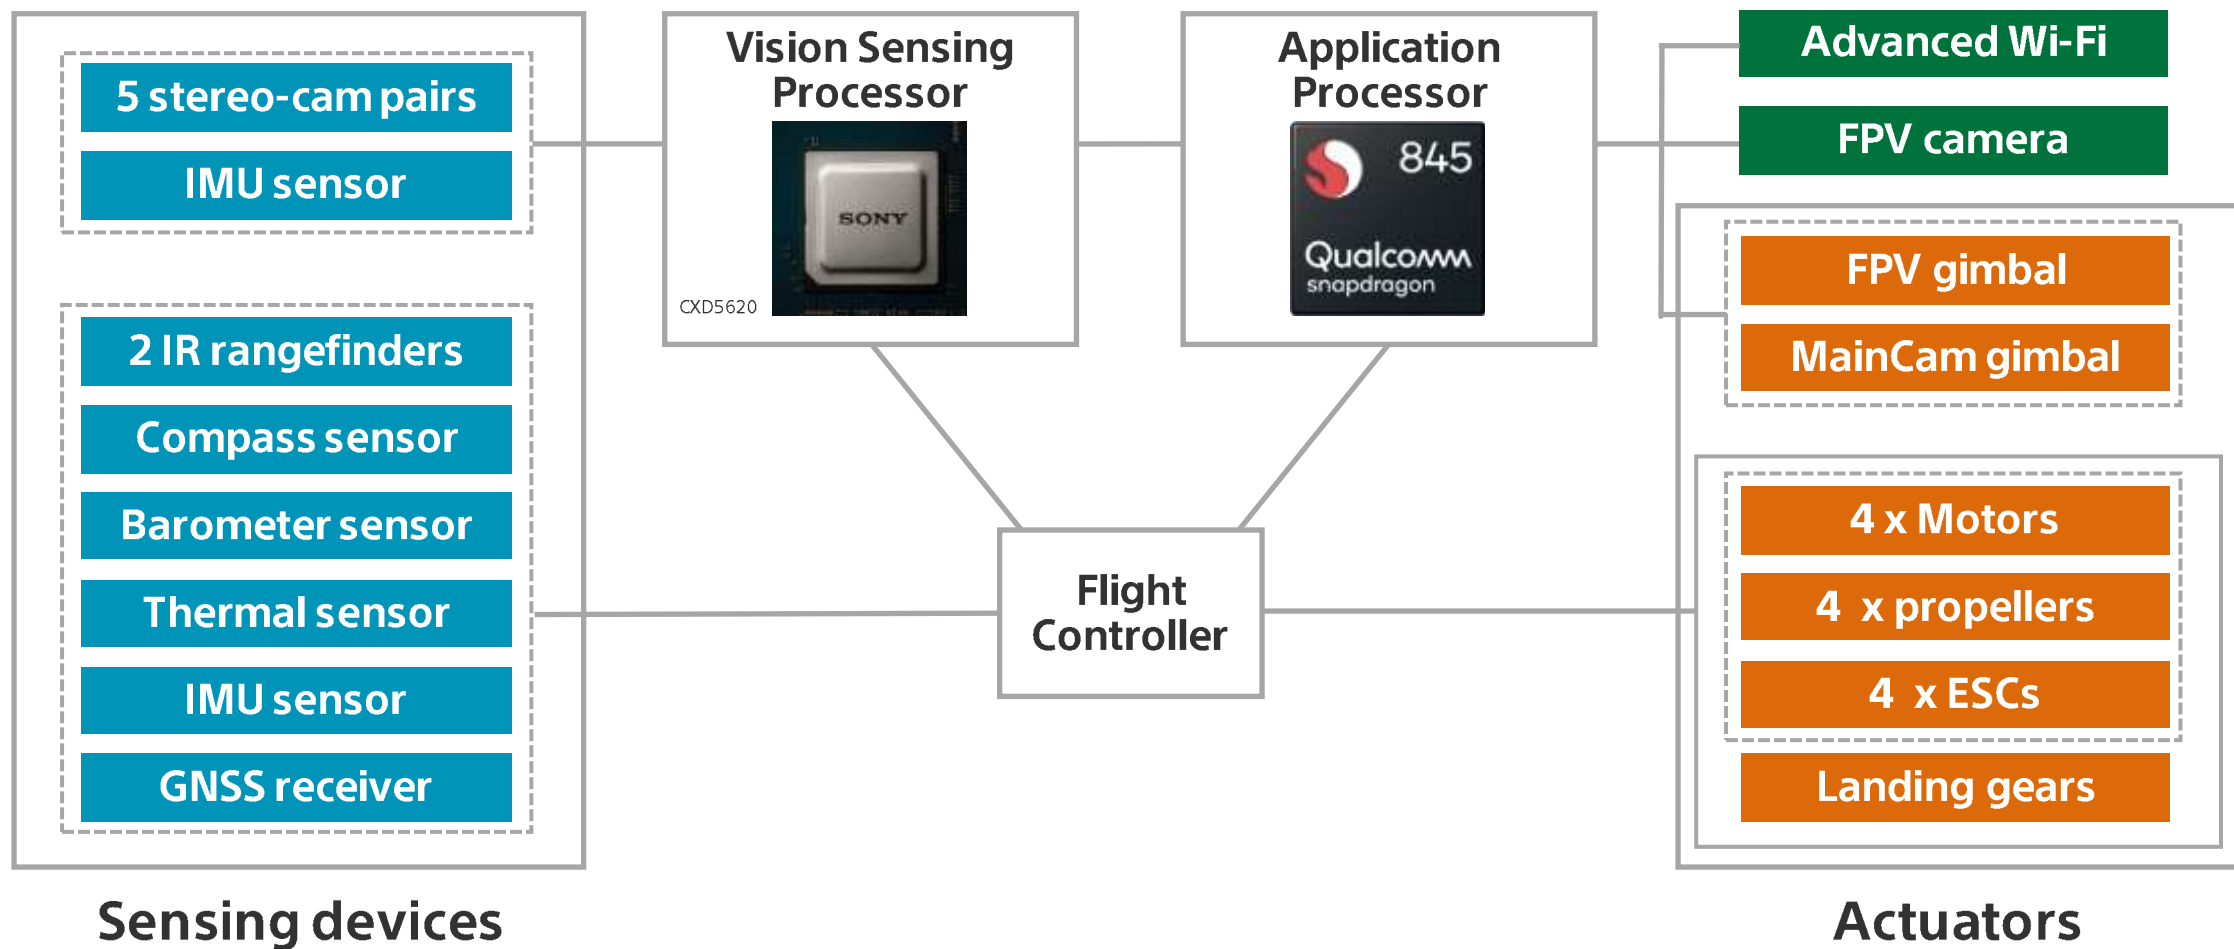 5 stereo-cam pairs
IMU sensor
2 IR rangefinders
Compass sensor
Barometer sensor
Thermal sensor
IMU sensor
GNSS receiver
Sensing devices
Vision Sensing
Processor
SONY
CXD5620
Application
Processor
845
Qualcomm
snapdragon
Flight
Controller
Advanced Wi-Fi
FPV camera
FPV gimbal
MainCam gimbal
4 x Motors
4 x propellers
4 x ESCs
Landing gears
Actuators